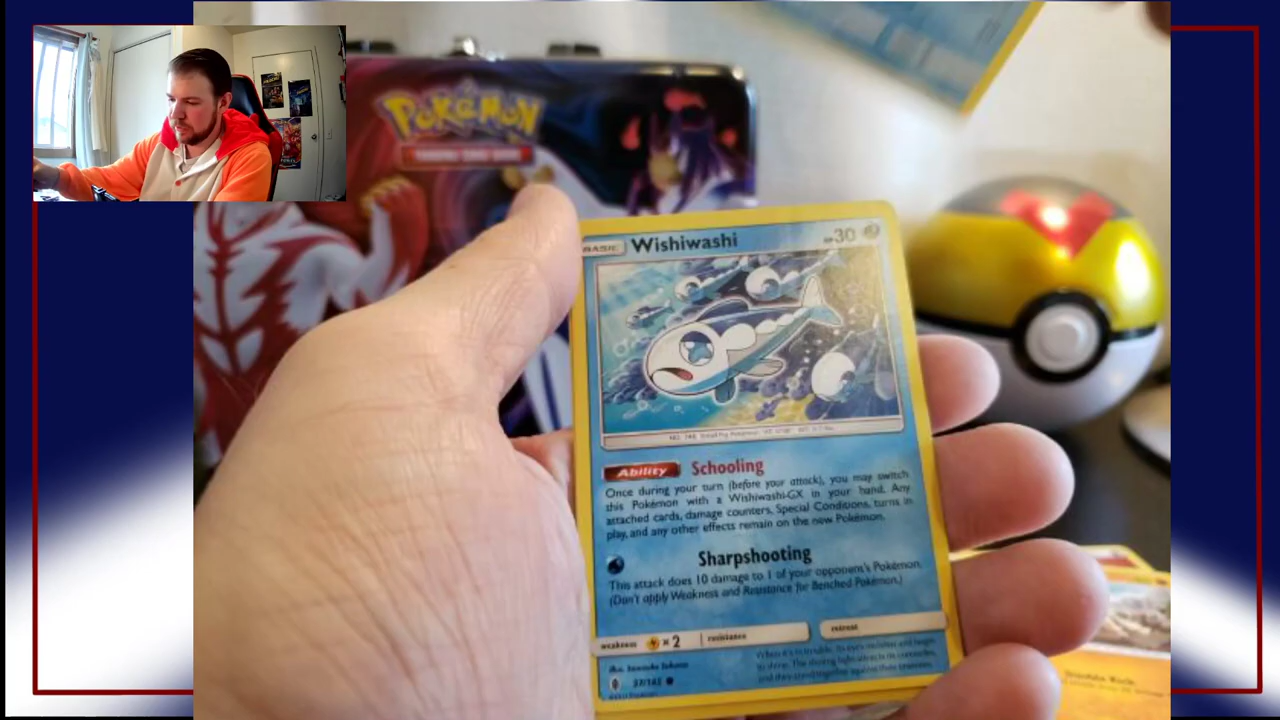 POKéMON
BASIC Wishiwashi HP30
Ability Schooling
Once during your turn (before your attack), you may switch
this Pokémon with a Wishiwashi-GX in your hand. Any
attached cards, damage counters, Special Conditions, turns in
play, and any other effects remain on the new Pokémon.
Sharpshooting
This attack does 10 damage to 1 of your opponent's Pokémon.
(Don't apply Weakness and Resistance for Benched Pokémon.)
weakness ×2 resistance retreat